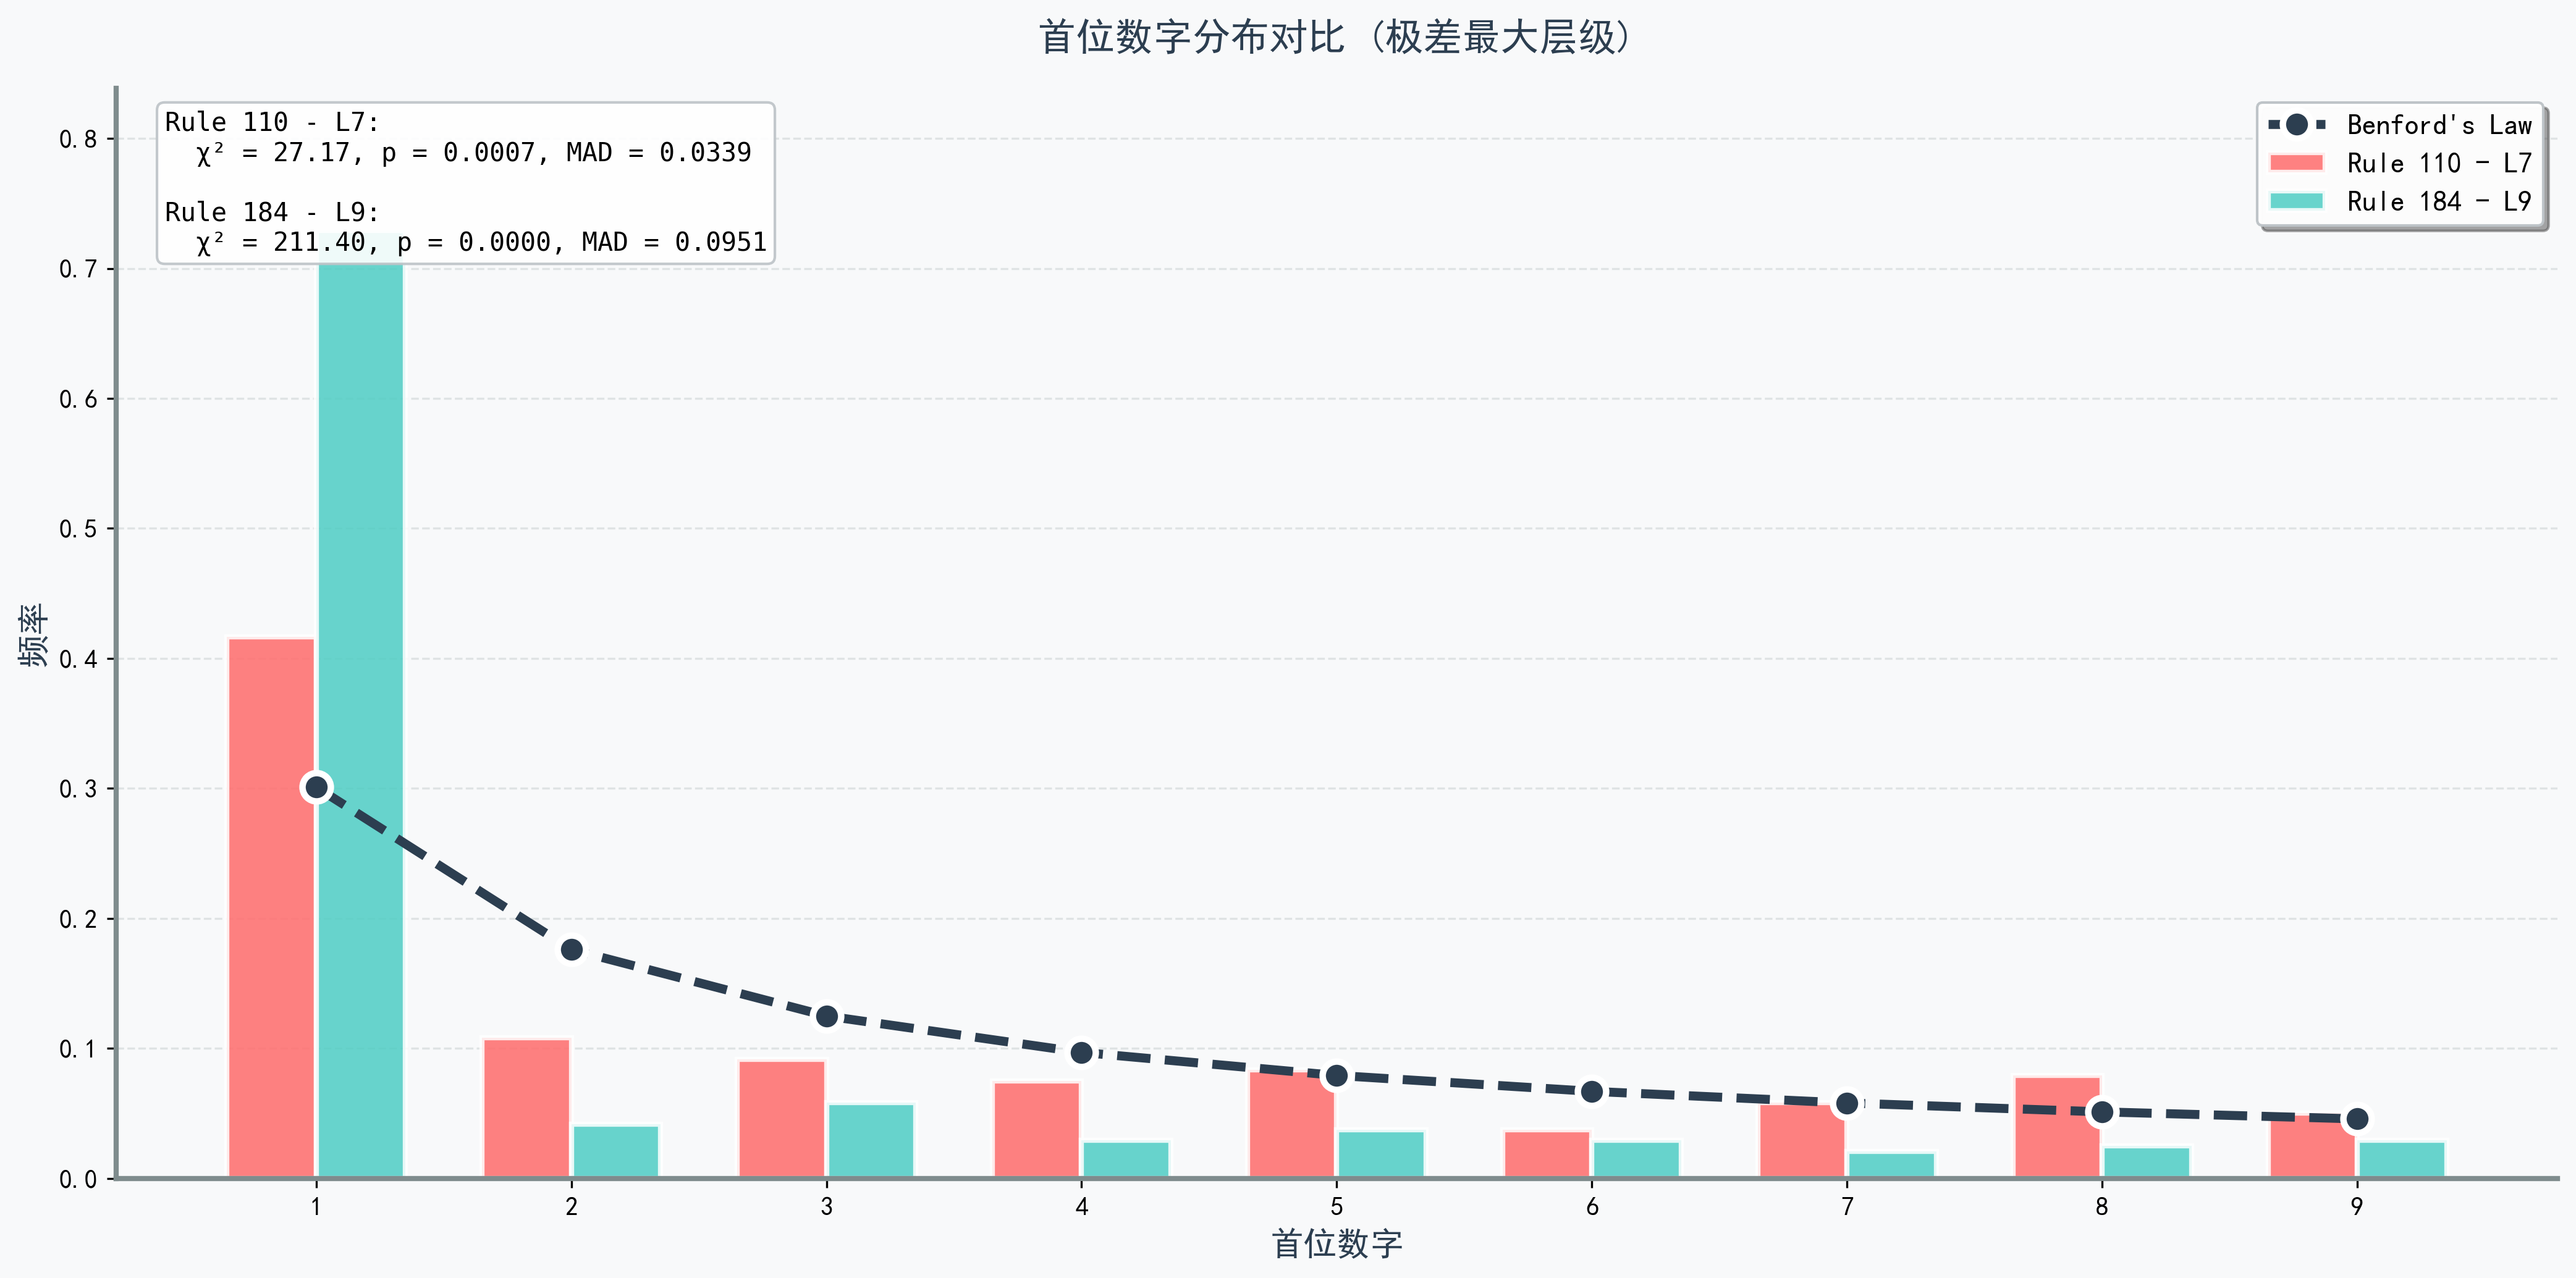 首位数字分布对比 (极差最大层级)
Rule 110 - L7:
χ² = 27.17, p = 0.0007, MAD = 0.0339
Rule 184 - L9:
χ² = 211.40, p = 0.0000, MAD = 0.0951
Benford's Law
Rule 110 - L7
Rule 184 - L9
频率
0.8
0.7
0.6
0.5
0.4
0.3
0.2
0.1
0.0
1 2 3 4 5 6 7 8 9
首位数字